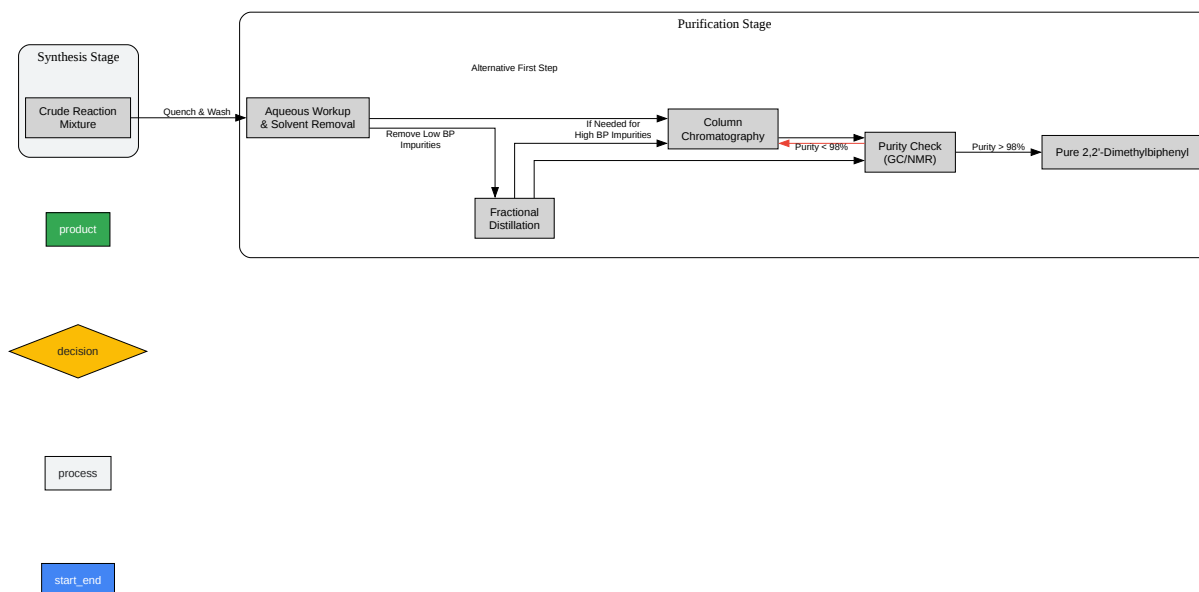 Purification Stage
Synthesis Stage
Alternative First Step
Crude Reaction
Mixture
Quench & Wash
Aqueous Workup
& Solvent Removal
Remove Low BP
Impurities
If Needed for
High BP Impurities
Column
Chromatography
Purity < 98%
Purity Check
(GC/NMR)
Purity > 98%
Pure 2,2'-Dimethylbiphenyl
Fractional
Distillation
product
decision
process
start_end